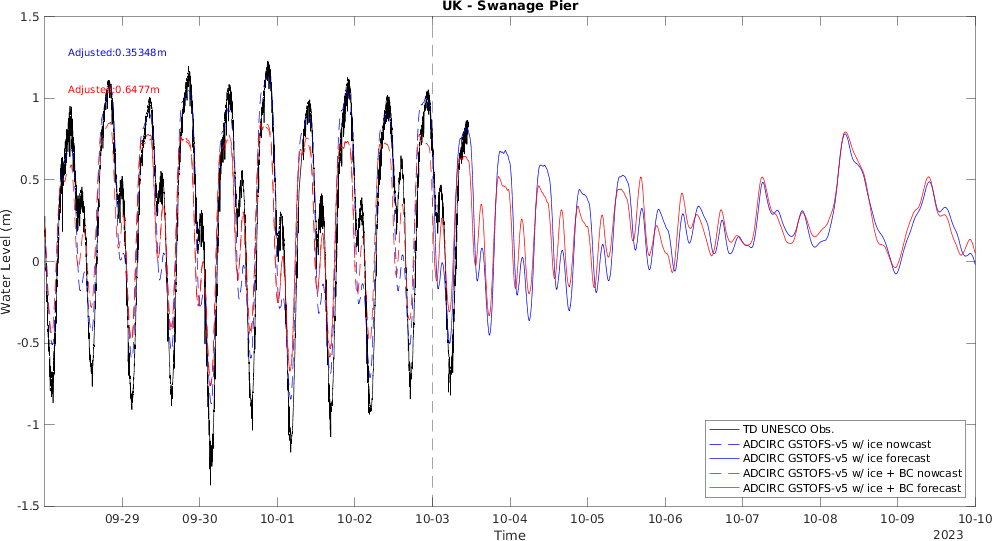 UK - Swanage Pier
1.5
1
0.5
0
-0.5
-1
-1.5
Water Level (m)
Adjusted:0.35348m
Adjusted:0.6477m
TD UNESCO Obs.
ADCIRC GSTOFS-v5 w/ ice nowcast
ADCIRC GSTOFS-v5 w/ ice forecast
ADCIRC GSTOFS-v5 w/ ice + BC nowcast
ADCIRC GSTOFS-v5 w/ ice + BC forecast
09-29 09-30 10-01 10-02 10-03 10-04 10-05 10-06 10-07 10-08 10-09 10-10
Time
2023